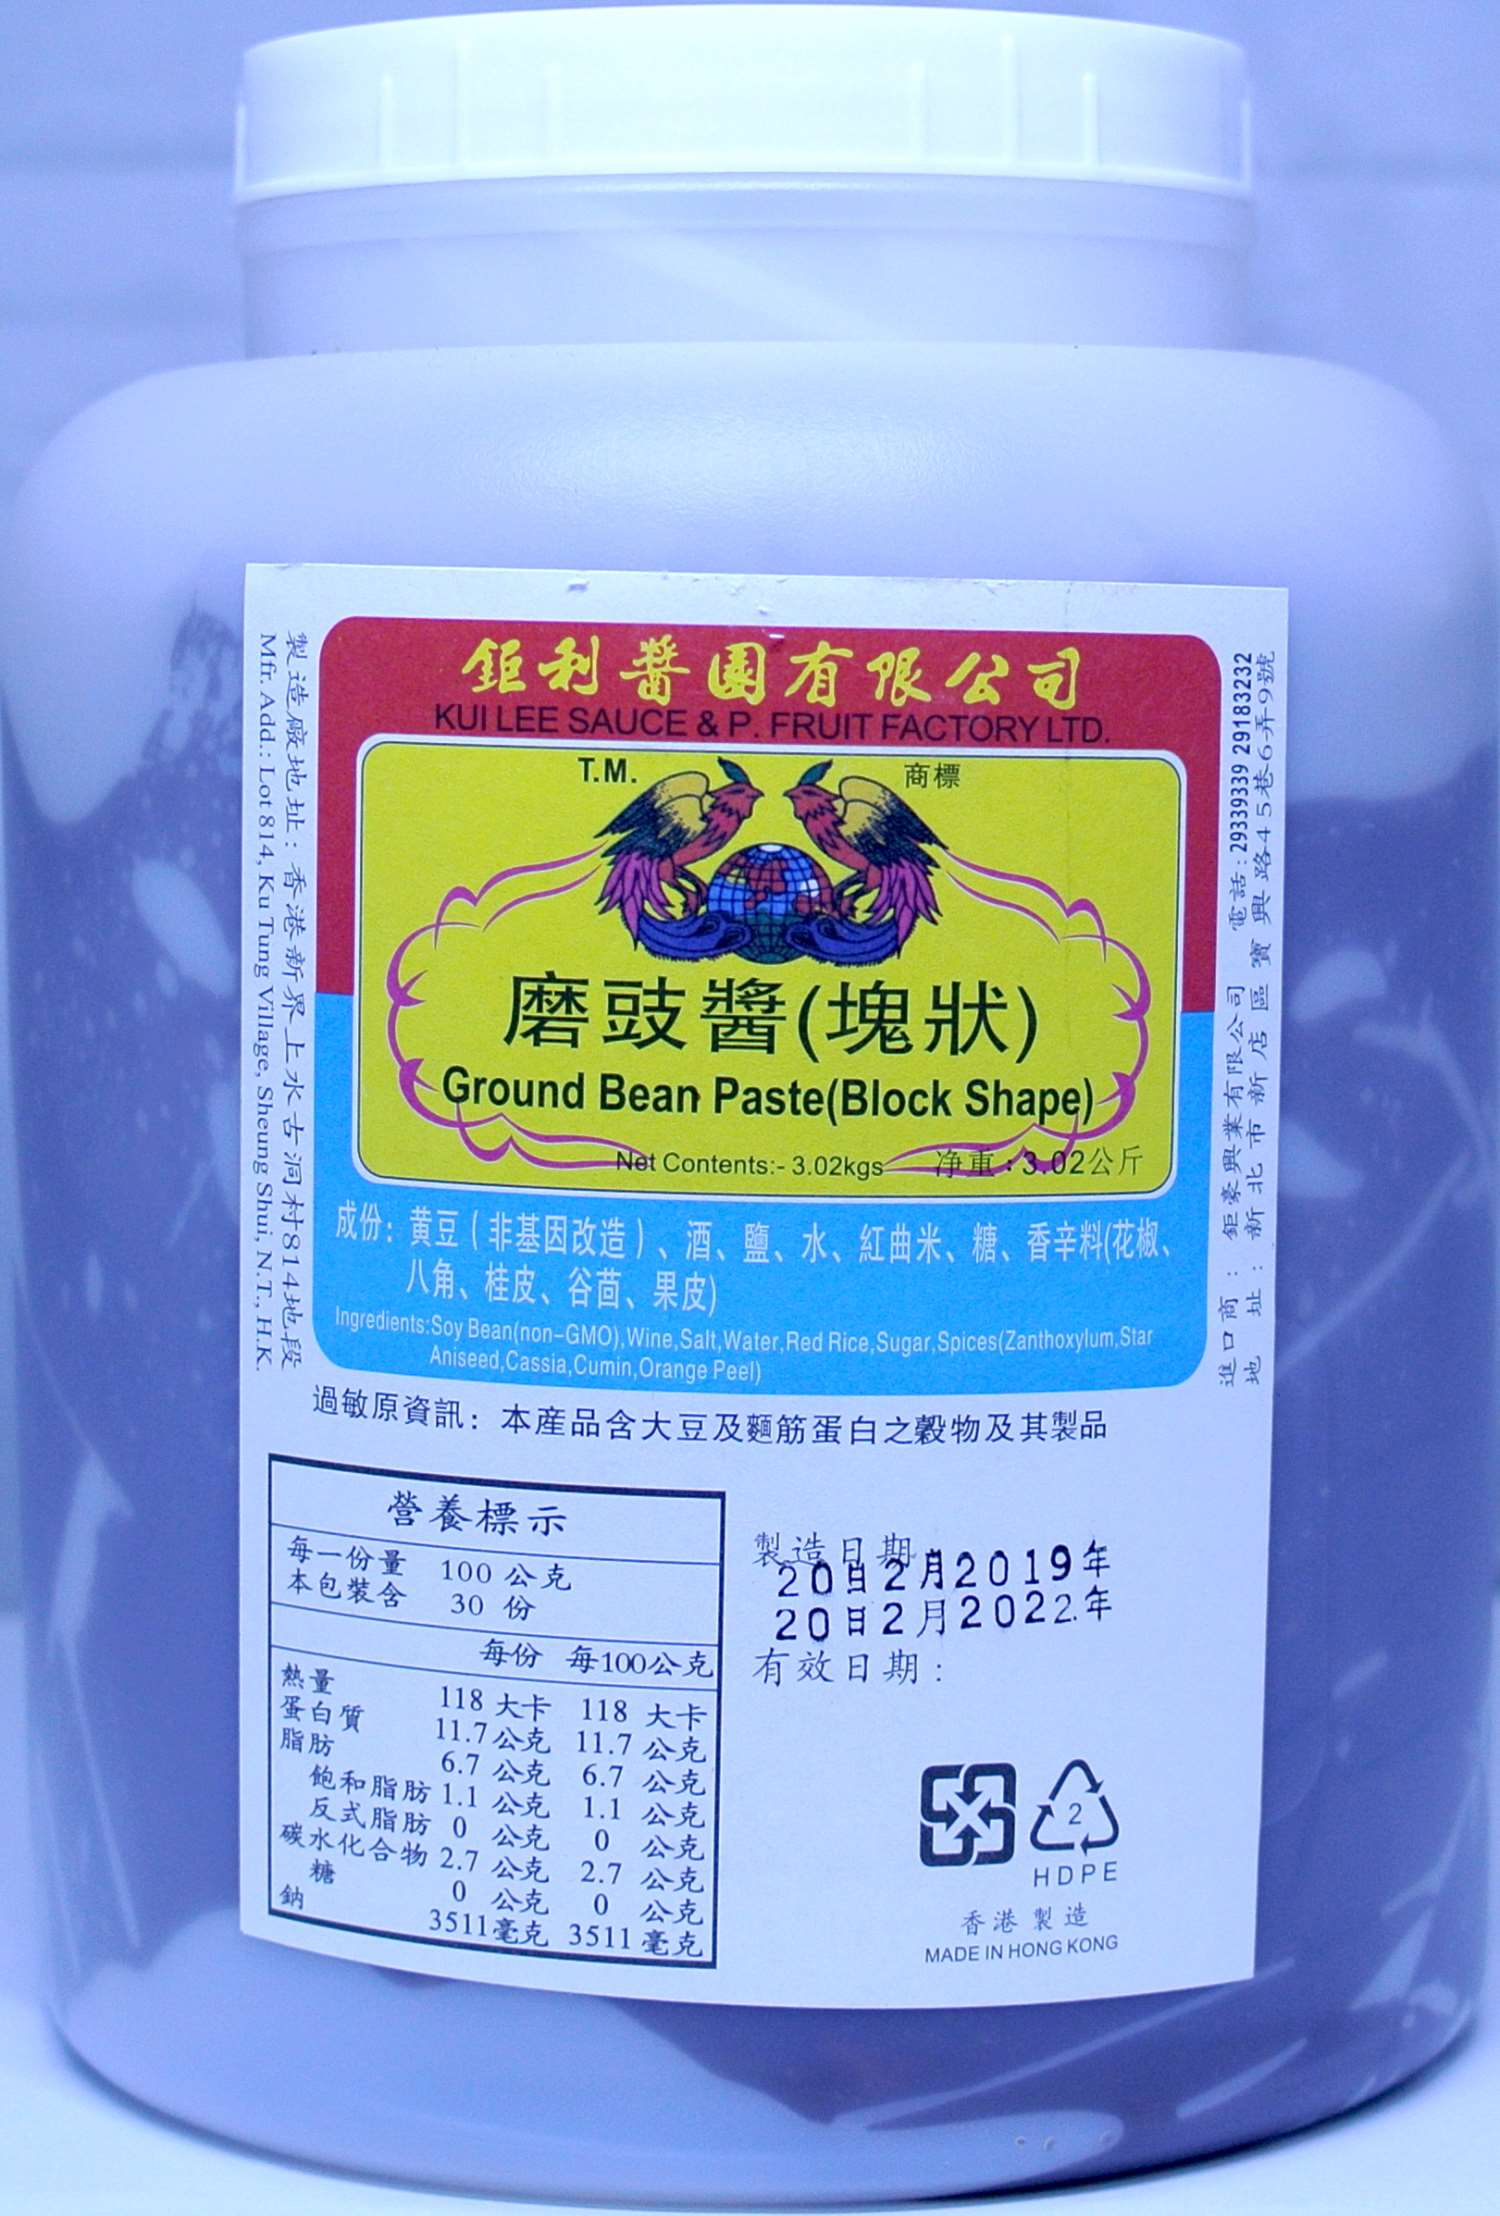 鉅利醬園有限公司
KUI LEE SAUCE & P. FRUIT FACTORY LTD.
T.M.
商標
磨豉醬(塊狀)
Ground Bean Paste(Block Shape)
Net Contents:- 3.02kgs
净重:3.02公斤
成份:黄豆(非基因改造)、酒、鹽、水、紅曲米、糖、香辛料(花椒、
八角、桂皮、谷茴、果皮)
Ingredients:Soy Bean(non-GMO),Wine,Salt,Water,Red Rice,Sugar,Spices(Zanthoxylum,Star
Aniseed,Cassia,Cumin,Orange Peel)
製造廠地址:香港新界上水古洞村814地段
Mfr. Add.: Lot 814, Ku Tung Village, Sheung Shui, N.T., H.K.
進口商: 鉅豪興業有限公司 電話:29339339 29183232
地址: 新北市新店區寶興路45巷6弄9號
過敏原資訊:本産品含大豆及麵筋蛋白之穀物及其製品
營養標示
每一份量 100 公克
本包裝含 30 份
每份 每100公克
熱量 118 大卡 118 大卡
蛋白質 11.7公克 11.7 公克
脂肪 6.7 公克 6.7 公克
飽和脂肪 1.1 公克 1.1 公克
反式脂肪 0 公克 0 公克
碳水化合物 2.7 公克 2.7 公克
糖 0 公克 0 公克
鈉 3511毫克 3511 毫克
製造日期
20日2月2019年
20日2月2022年
有效日期:
2
HDPE
香港製造
MADE IN HONG KONG